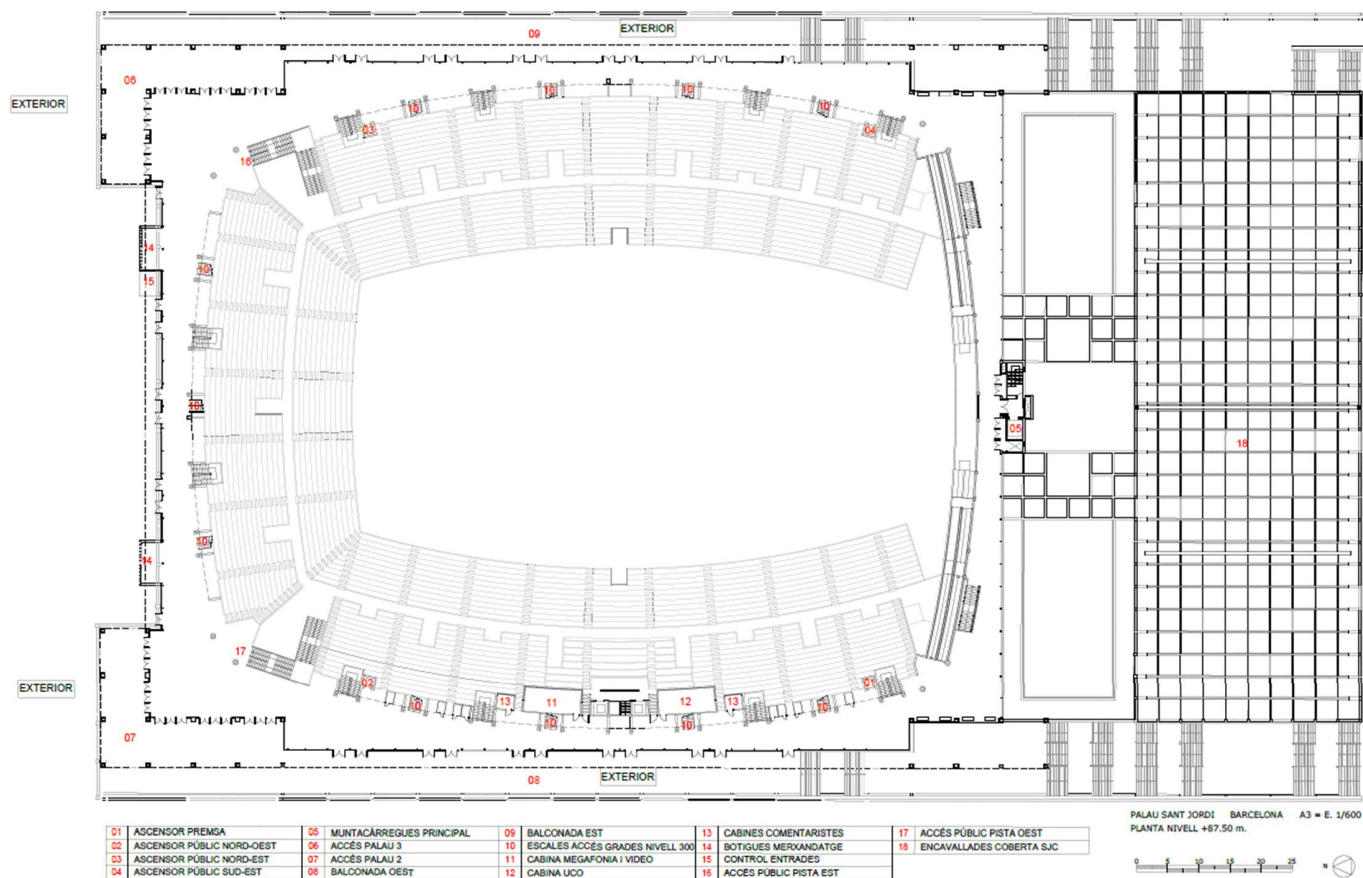 09
EXTERIOR
06
EXTERIOR
10
10
10
10
03
04
16
14
10
15
10
05
18
10
14
17
EXTERIOR
02
01
13
11
12
13
10
10
10
10
07
08
EXTERIOR
01 ASCENSOR PREMSA
02 ASCENSOR PÚBLIC NORD-OEST
03 ASCENSOR PÚBLIC NORD-EST
04 ASCENSOR PÚBLIC SUD-EST
05 MUNTACÀRREGUES PRINCIPAL
06 ACCÉS PALAU 3
07 ACCÉS PALAU 2
08 BALCONADA OEST
09 BALCONADA EST
10 ESCALES ACCÉS GRADES NIVELL 300
11 CABINA MEGAFONIA I VIDEO
12 CABINA UCO
13 CABINES COMENTARISTES
14 BOTIGUES MERXANDATGE
15 CONTROL ENTRADES
16 ACCÉS PÚBLIC PISTA EST
17 ACCÉS PÚBLIC PISTA OEST
18 ENCAVALLADES COBERTA SJC
PALAU SANT JORDI BARCELONA A3 = E. 1/600
PLANTA NIVELL +87.50 m.
0 5 10 15 20 25
N